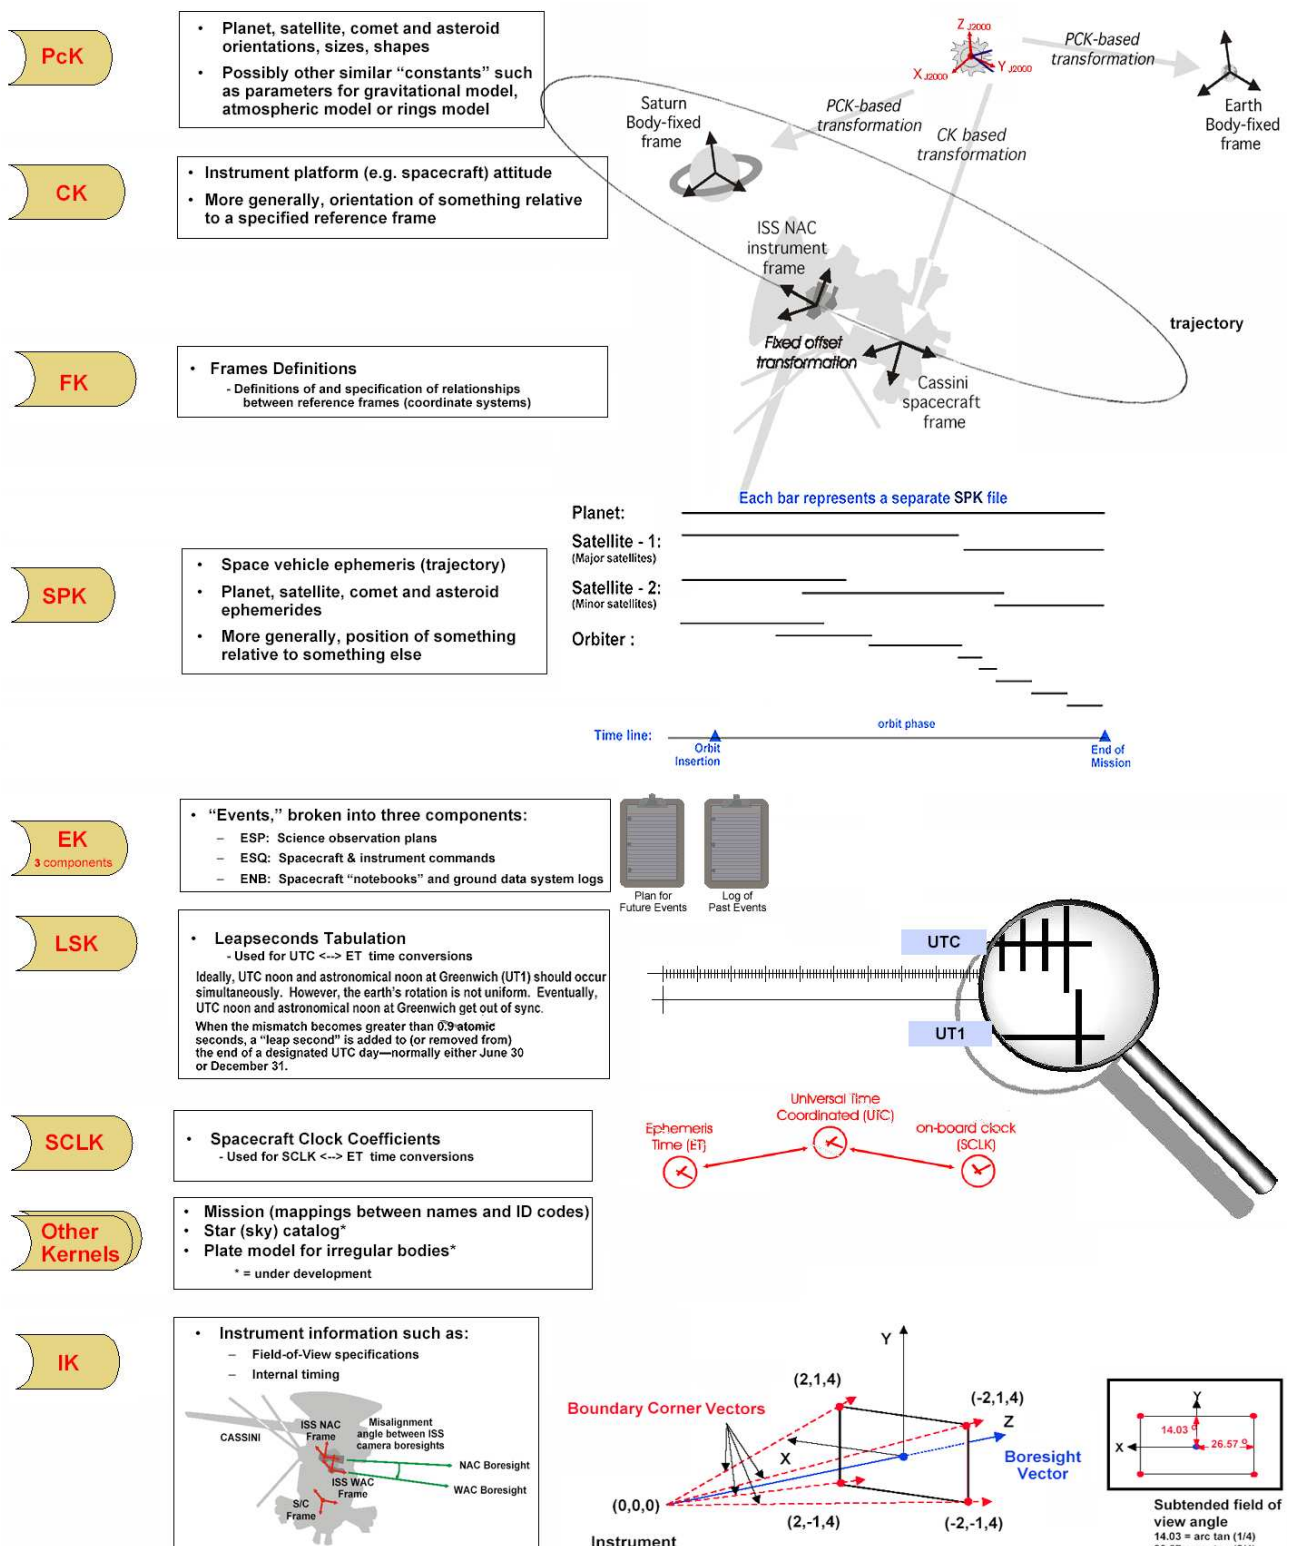 PcK
• Planet, satellite, comet and asteroid
orientations, sizes, shapes
• Possibly other similar “constants” such
as parameters for gravitational model,
atmospheric model or rings model
Z J2000
X J2000
Y J2000
PCK-based
transformation
Earth
Body-fixed
frame
Saturn
Body-fixed
frame
PCK-based
transformation
CK based
transformation
CK
• Instrument platform (e.g. spacecraft) attitude
• More generally, orientation of something relative
to a specified reference frame
ISS NAC
instrument
frame
trajectory
Fixed offset
transformation
Cassini
spacecraft
frame
FK
• Frames Definitions
- Definitions of and specification of relationships
between reference frames (coordinate systems)
Each bar represents a separate SPK file
Planet:
Satellite - 1:
(Major satellites)
Satellite - 2:
(Minor satellites)
Orbiter :
Time line:
orbit phase
Orbit
Insertion
End of
Mission
SPK
• Space vehicle ephemeris (trajectory)
• Planet, satellite, comet and asteroid
ephemerides
• More generally, position of something
relative to something else
EK
3 components
• “Events,” broken into three components:
– ESP: Science observation plans
– ESQ: Spacecraft & instrument commands
– ENB: Spacecraft “notebooks” and ground data system logs
Plan for
Future Events
Log of
Past Events
LSK
• Leapseconds Tabulation
- Used for UTC <--> ET time conversions
Ideally, UTC noon and astronomical noon at Greenwich (UT1) should occur
simultaneously. However, the earth’s rotation is not uniform. Eventually,
UTC noon and astronomical noon at Greenwich get out of sync.
When the mismatch becomes greater than 0.9 atomic
seconds, a “leap second” is added to (or removed from)
the end of a designated UTC day—normally either June 30
or December 31.
UTC
UT1
SCLK
• Spacecraft Clock Coefficients
- Used for SCLK <--> ET time conversions
Ephemeris
Time (ET)
Universal Time
Coordinated (UTC)
on-board clock
(SCLK)
Other
Kernels
• Mission (mappings between names and ID codes)
• Star (sky) catalog*
• Plate model for irregular bodies*
* = under development
IK
• Instrument information such as:
– Field-of-View specifications
– Internal timing
CASSINI
ISS NAC
Frame
Misalignment
angle between ISS
camera boresights
NAC Boresight
ISS WAC
Frame
WAC Boresight
S/C
Frame
Y
(2,1,4)
(-2,1,4)
Boundary Corner Vectors
Z
X
Boresight
Vector
(0,0,0)
(2,-1,4)
(-2,-1,4)
Instrument
Y
14.03 º
X
26.57 º
Subtended field of
view angle
14.03 = arc tan (1/4)